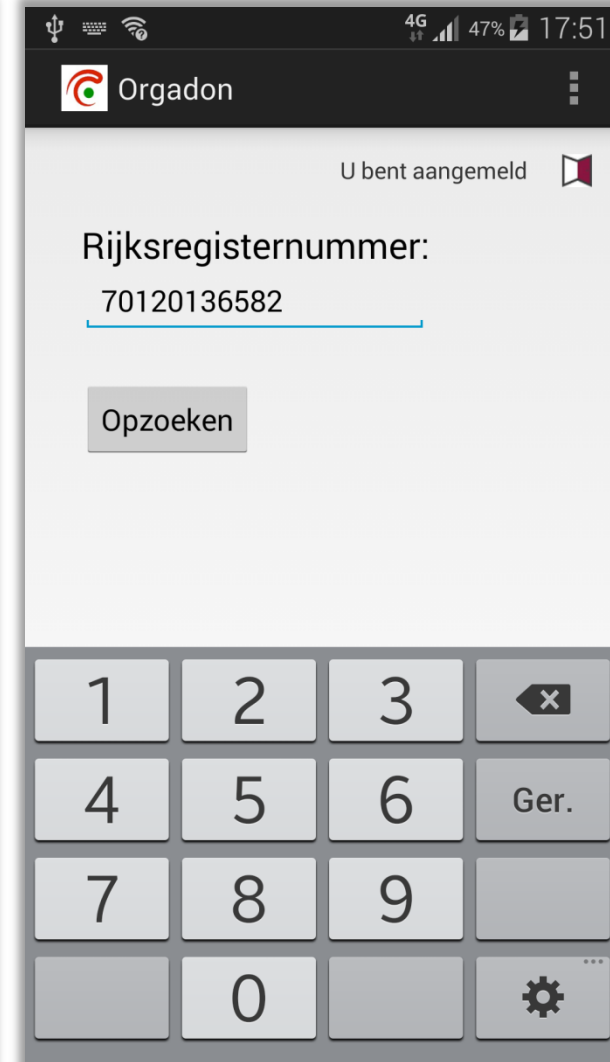 4G 47% 17:51
Orgadon
U bent aangemeld
Rijksregisternummer:
70120136582
Opzoeken
1 2 3
4 5 6 Ger.
7 8 9
0